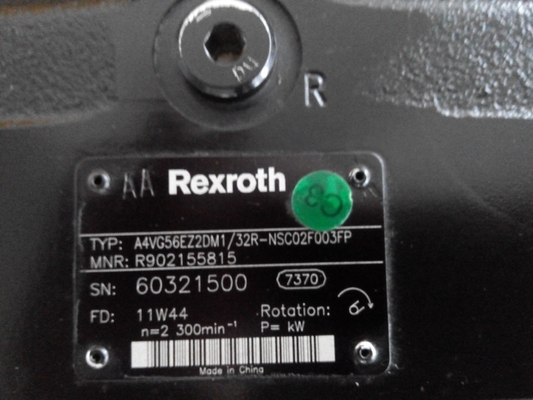 R
AA Rexroth
TYP: A4VG56EZ2DM1/32R-NSC02F003FP
MNR: R902155815
SN: 60321500 7370
FD: 11W44 Rotation:
n=2 300min⁻¹ P= kW
Made in China